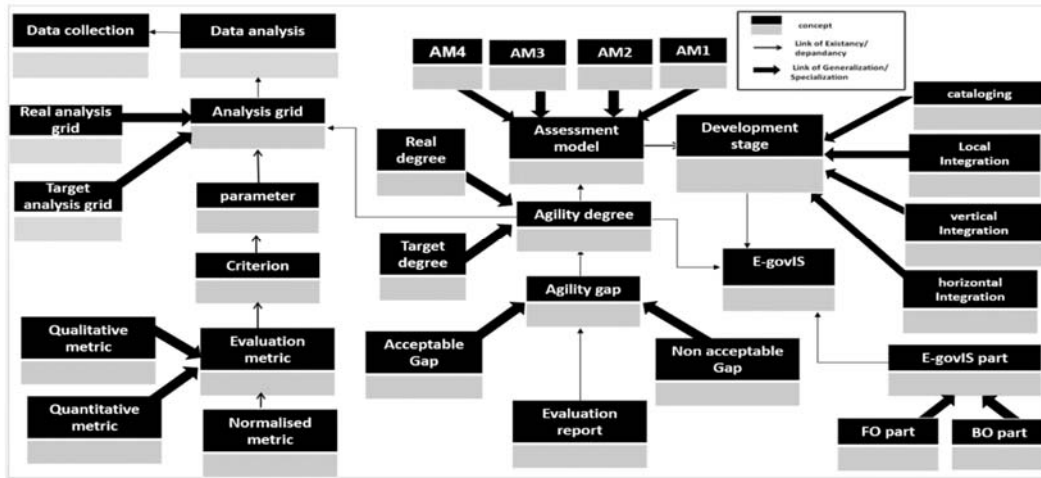 Data collection
Data analysis
AM4
AM3
AM2
AM1
concept
Link of Existancy/
depandancy
Link of Generalization/
Specialization
Real analysis
grid
Analysis grid
Real
degree
Assessment
model
Development
stage
cataloging
Local
Integration
Target
analysis grid
parameter
Agility degree
vertical
Integration
Target
degree
Criterion
E-govIS
Agility gap
horizontal
Integration
Qualitative
metric
Evaluation
metric
Acceptable
Gap
Non acceptable
Gap
E-govIS part
Quantitative
metric
Normalised
metric
Evaluation
report
FO part
BO part